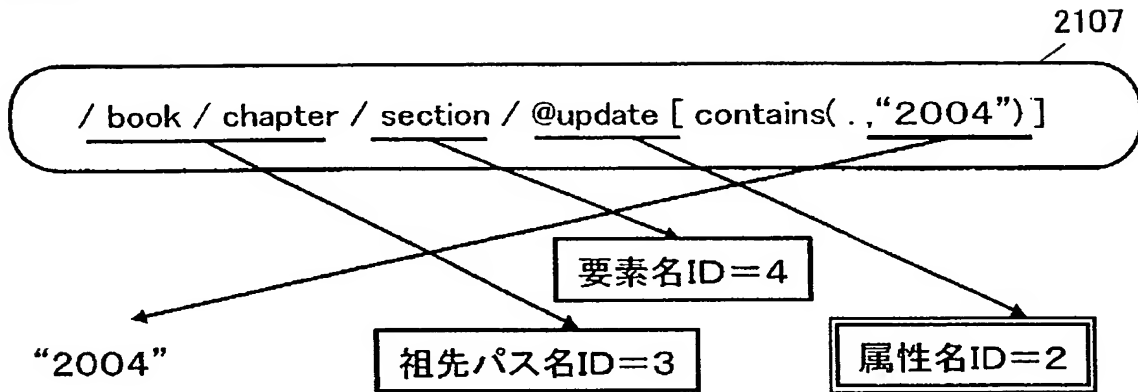 2107
/ book / chapter / section / @update [ contains( . ,“2004”) ]
要素名ID=4
“2004”
祖先パス名ID=3
属性名ID=2